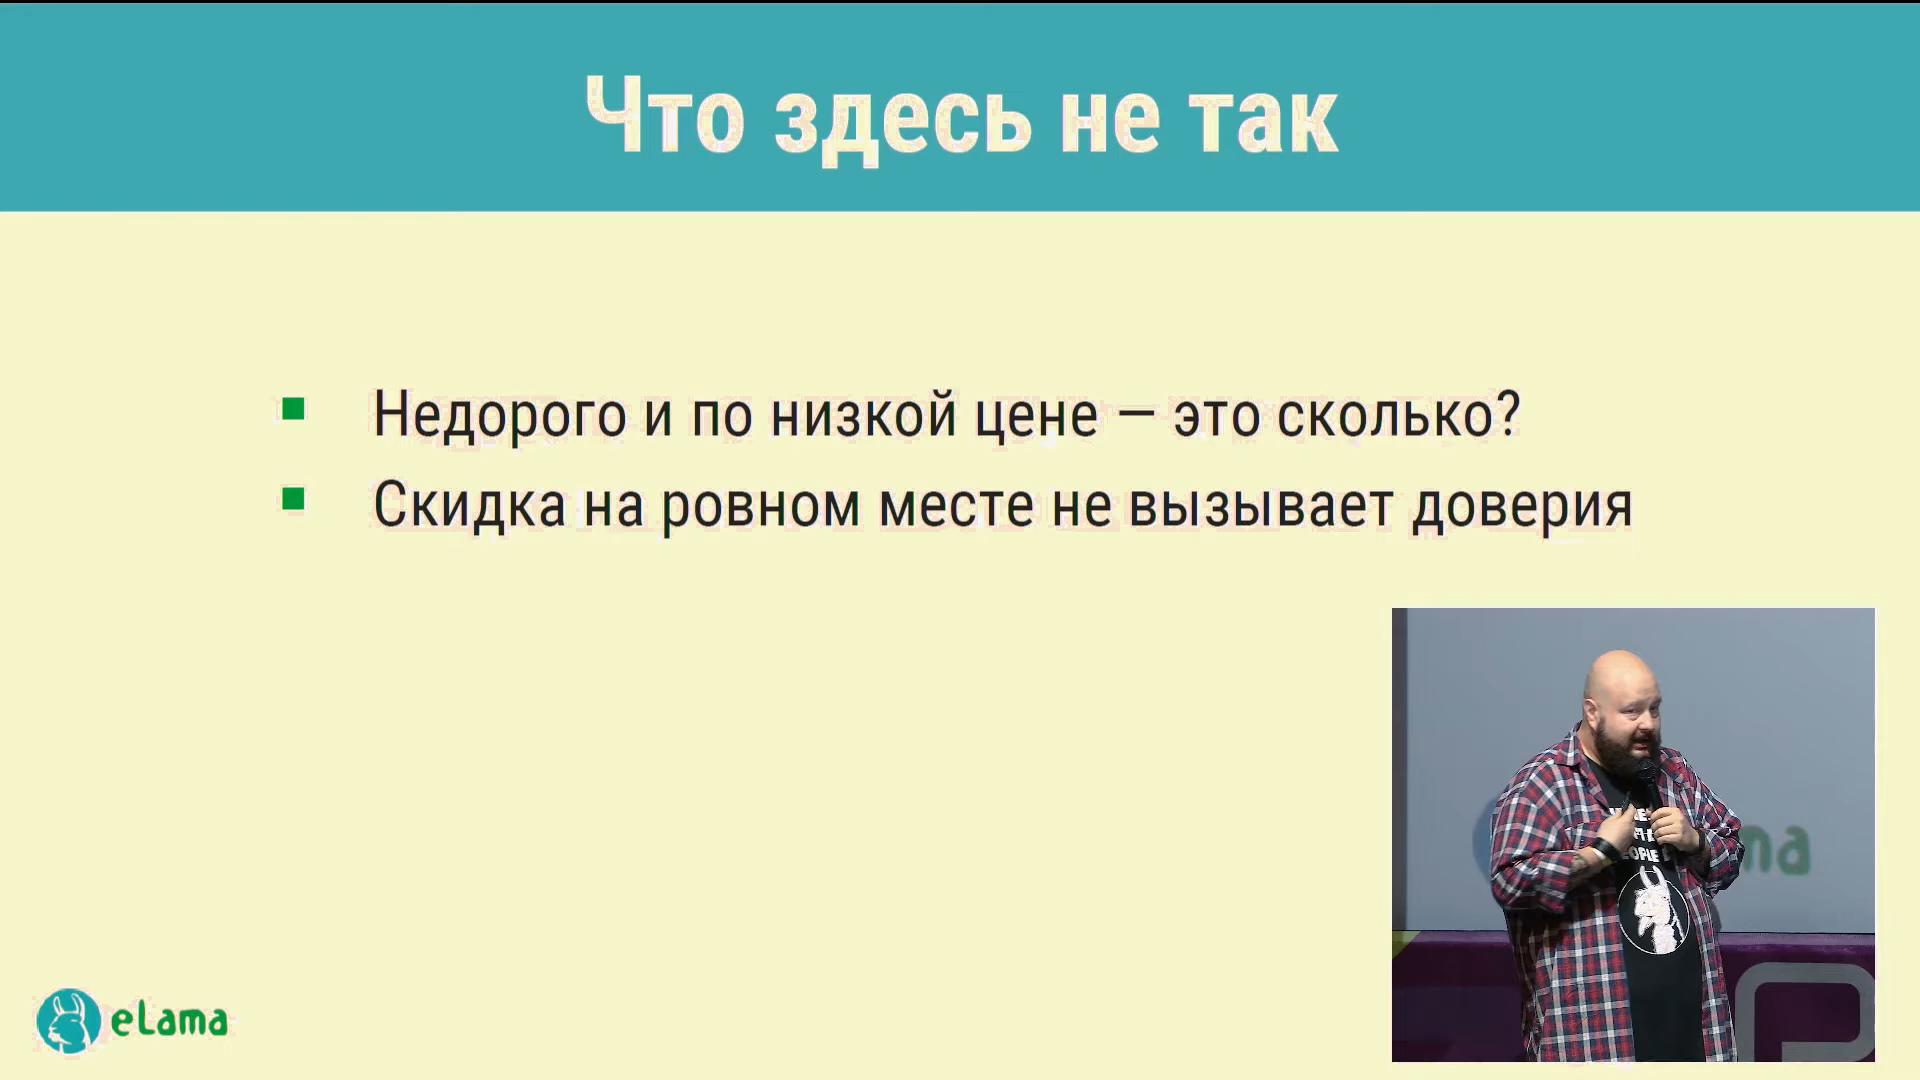 Что здесь не так
Недорого и по низкой цене — это сколько?
Скидка на ровном месте не вызывает доверия
eLama